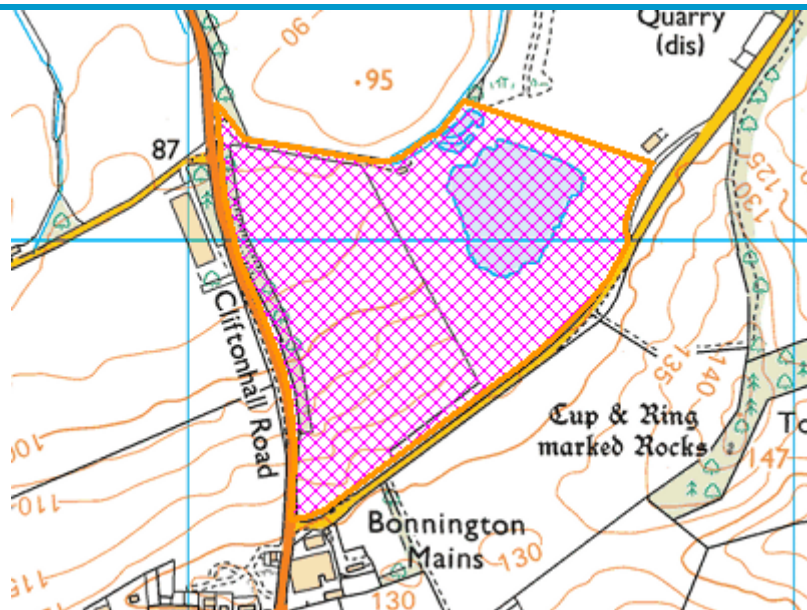 Quarry
(dis)
90
95
125
130
87
Cliftonhall Road
135
140
Cup & Ring
marked Rocks
To
147
100
110
Bonnington
Mains
130
115
130